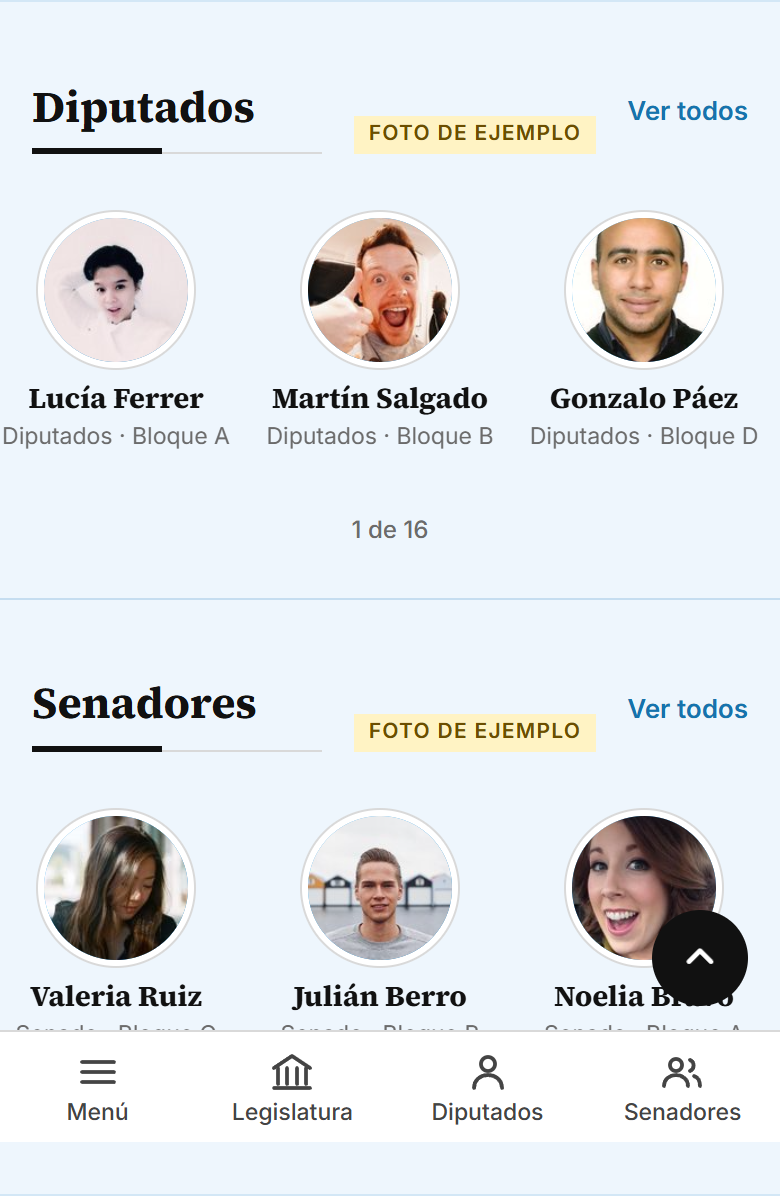 Diputados
FOTO DE EJEMPLO
Ver todos
Lucía Ferrer
Martín Salgado
Gonzalo Páez
Diputados · Bloque A
Diputados · Bloque B
Diputados · Bloque D
1 de 16
Senadores
FOTO DE EJEMPLO
Ver todos
Valeria Ruiz
Julián Berro
Noelia
Menú
Legislatura
Diputados
Senadores